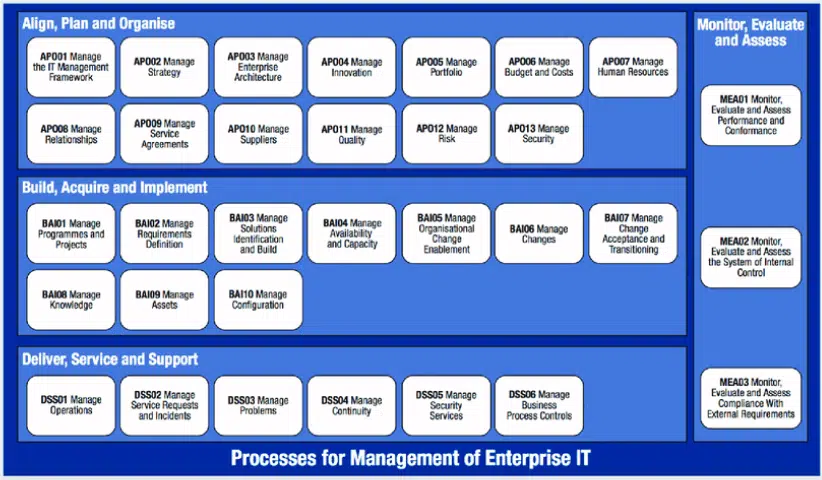 Align, Plan and Organise
APO01 Manage
the IT Management
Framework
APO02 Manage
Strategy
APO03 Manage
Enterprise
Architecture
APO04 Manage
Innovation
APO05 Manage
Portfolio
APO06 Manage
Budget and Costs
APO07 Manage
Human Resources
APO08 Manage
Relationships
APO09 Manage
Service
Agreements
APO10 Manage
Suppliers
APO11 Manage
Quality
APO12 Manage
Risk
APO13 Manage
Security
Build, Acquire and Implement
BAI01 Manage
Programmes and
Projects
BAI02 Manage
Requirements
Definition
BAI03 Manage
Solutions
Identification
and Build
BAI04 Manage
Availability
and Capacity
BAI05 Manage
Organisational
Change
Enablement
BAI06 Manage
Changes
BAI07 Manage
Change
Acceptance and
Transitioning
BAI08 Manage
Knowledge
BAI09 Manage
Assets
BAI10 Manage
Configuration
Deliver, Service and Support
DSS01 Manage
Operations
DSS02 Manage
Service Requests
and Incidents
DSS03 Manage
Problems
DSS04 Manage
Continuity
DSS05 Manage
Security
Services
DSS06 Manage
Business
Process Controls
Monitor, Evaluate
and Assess
MEA01 Monitor,
Evaluate and Assess
Performance and
Conformance
MEA02 Monitor,
Evaluate and Assess
the System of Internal
Control
MEA03 Monitor,
Evaluate and Assess
Compliance With
External Requirements
Processes for Management of Enterprise IT